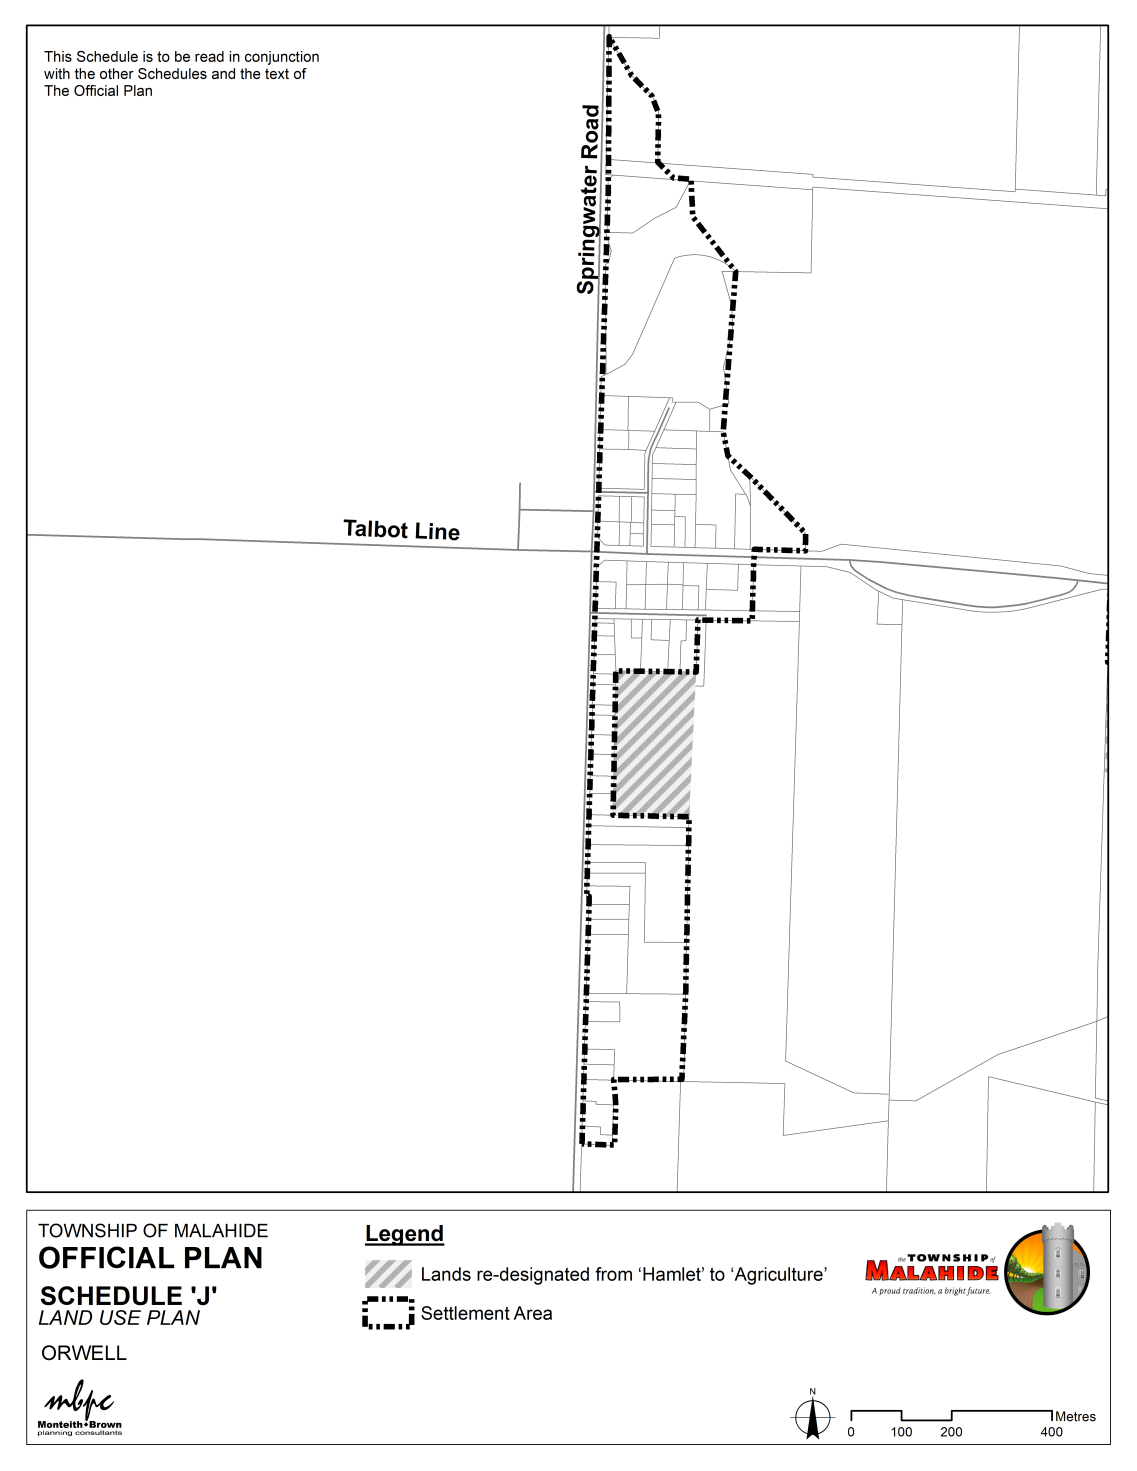 This Schedule is to be read in conjunction
with the other Schedules and the text of
The Official Plan
Springwater Road
Talbot Line
TOWNSHIP OF MALAHIDE
OFFICIAL PLAN
SCHEDULE 'J'
LAND USE PLAN
ORWELL
mbpc
Monteith•Brown
planning consultants
Legend
Lands re-designated from ‘Hamlet’ to ‘Agriculture’
Settlement Area
the TOWNSHIP of
MALAHIDE
A proud tradition, a bright future.
N
Metres
0 100 200 400